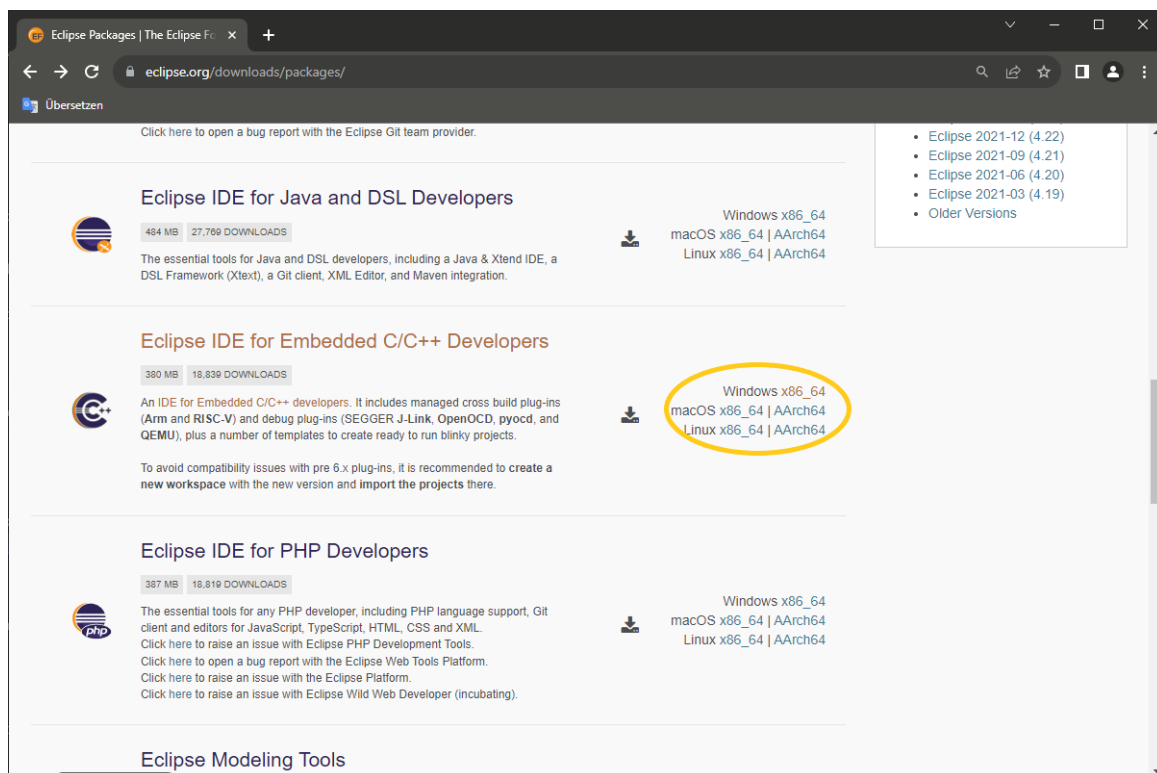 Eclipse Packages | The Eclipse Fo
eclipse.org/downloads/packages/
Übersetzen
Click here to open a bug report with the Eclipse Git team provider.
Eclipse IDE for Java and DSL Developers
484 MB 27,769 DOWNLOADS
The essential tools for Java and DSL developers, including a Java & Xtend IDE, a
DSL Framework (Xtext), a Git client, XML Editor, and Maven integration.
Windows x86_64
macOS x86_64 | AArch64
Linux x86_64 | AArch64
Eclipse IDE for Embedded C/C++ Developers
380 MB 18,839 DOWNLOADS
An IDE for Embedded C/C++ developers. It includes managed cross build plug-ins
(Arm and RISC-V) and debug plug-ins (SEGGER J-Link, OpenOCD, pyocd, and
QEMU), plus a number of templates to create ready to run blinky projects.
To avoid compatibility issues with pre 6.x plug-ins, it is recommended to create a
new workspace with the new version and import the projects there.
Windows x86_64
macOS x86_64 | AArch64
Linux x86_64 | AArch64
Eclipse IDE for PHP Developers
387 MB 18,819 DOWNLOADS
The essential tools for any PHP developer, including PHP language support, Git
client and editors for JavaScript, TypeScript, HTML, CSS and XML.
Click here to raise an issue with Eclipse PHP Development Tools.
Click here to open a bug report with the Eclipse Web Tools Platform.
Click here to raise an issue with the Eclipse Platform.
Click here to raise an issue with Eclipse Wild Web Developer (incubating).
php
Windows x86_64
macOS x86_64 | AArch64
Linux x86_64 | AArch64
Eclipse Modeling Tools
Eclipse 2021-12 (4.22)
Eclipse 2021-09 (4.21)
Eclipse 2021-06 (4.20)
Eclipse 2021-03 (4.19)
Older Versions